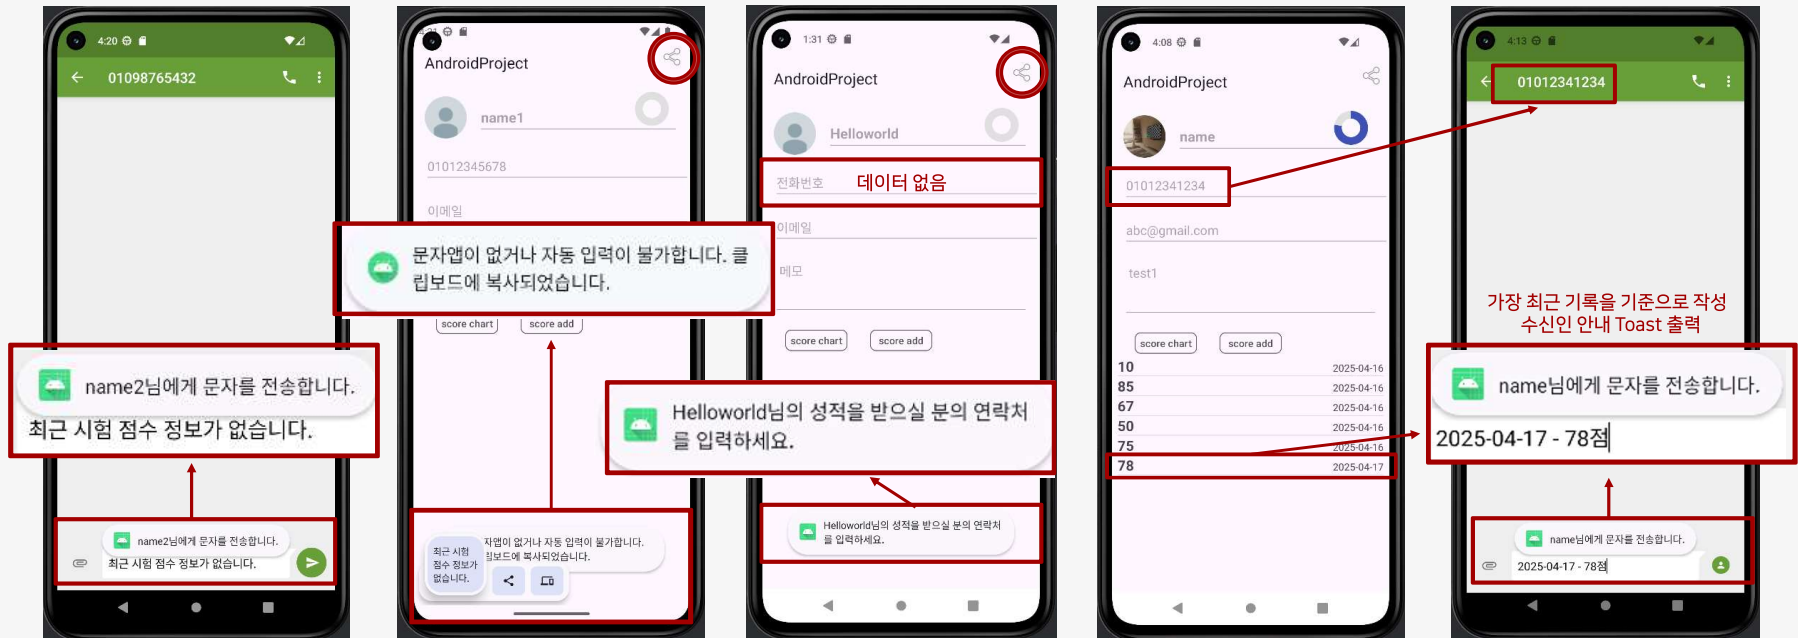 4:20
01098765432
name2님에게 문자를 전송합니다.
최근 시험 점수 정보가 없습니다.
name2님에게 문자를 전송합니다.
최근 시험 점수 정보가 없습니다.
AndroidProject
name1
01012345678
이메일
문자앱이 없거나 자동 입력이 불가합니다. 클
립보드에 복사되었습니다.
score chart
score add
최근 시험
점수 정보가
없습니다.
자앱이 없거나 자동 입력이 불가합니다.
립보드에 복사되었습니다.
1:31
AndroidProject
Helloworld
전화번호
데이터 없음
이메일
메모
score chart
score add
Helloworld님의 성적을 받으실 분의 연락처
를 입력하세요.
Helloworld님의 성적을 받으실 분의 연락처
를 입력하세요.
4:08
AndroidProject
name
01012341234
abc@gmail.com
test1
score chart
score add
10 2025-04-16
85 2025-04-16
67 2025-04-16
50 2025-04-16
75 2025-04-16
78 2025-04-17
4:13
01012341234
가장 최근 기록을 기준으로 작성
수신인 안내 Toast 출력
name님에게 문자를 전송합니다.
2025-04-17 - 78점
name님에게 문자를 전송합니다.
2025-04-17 - 78점